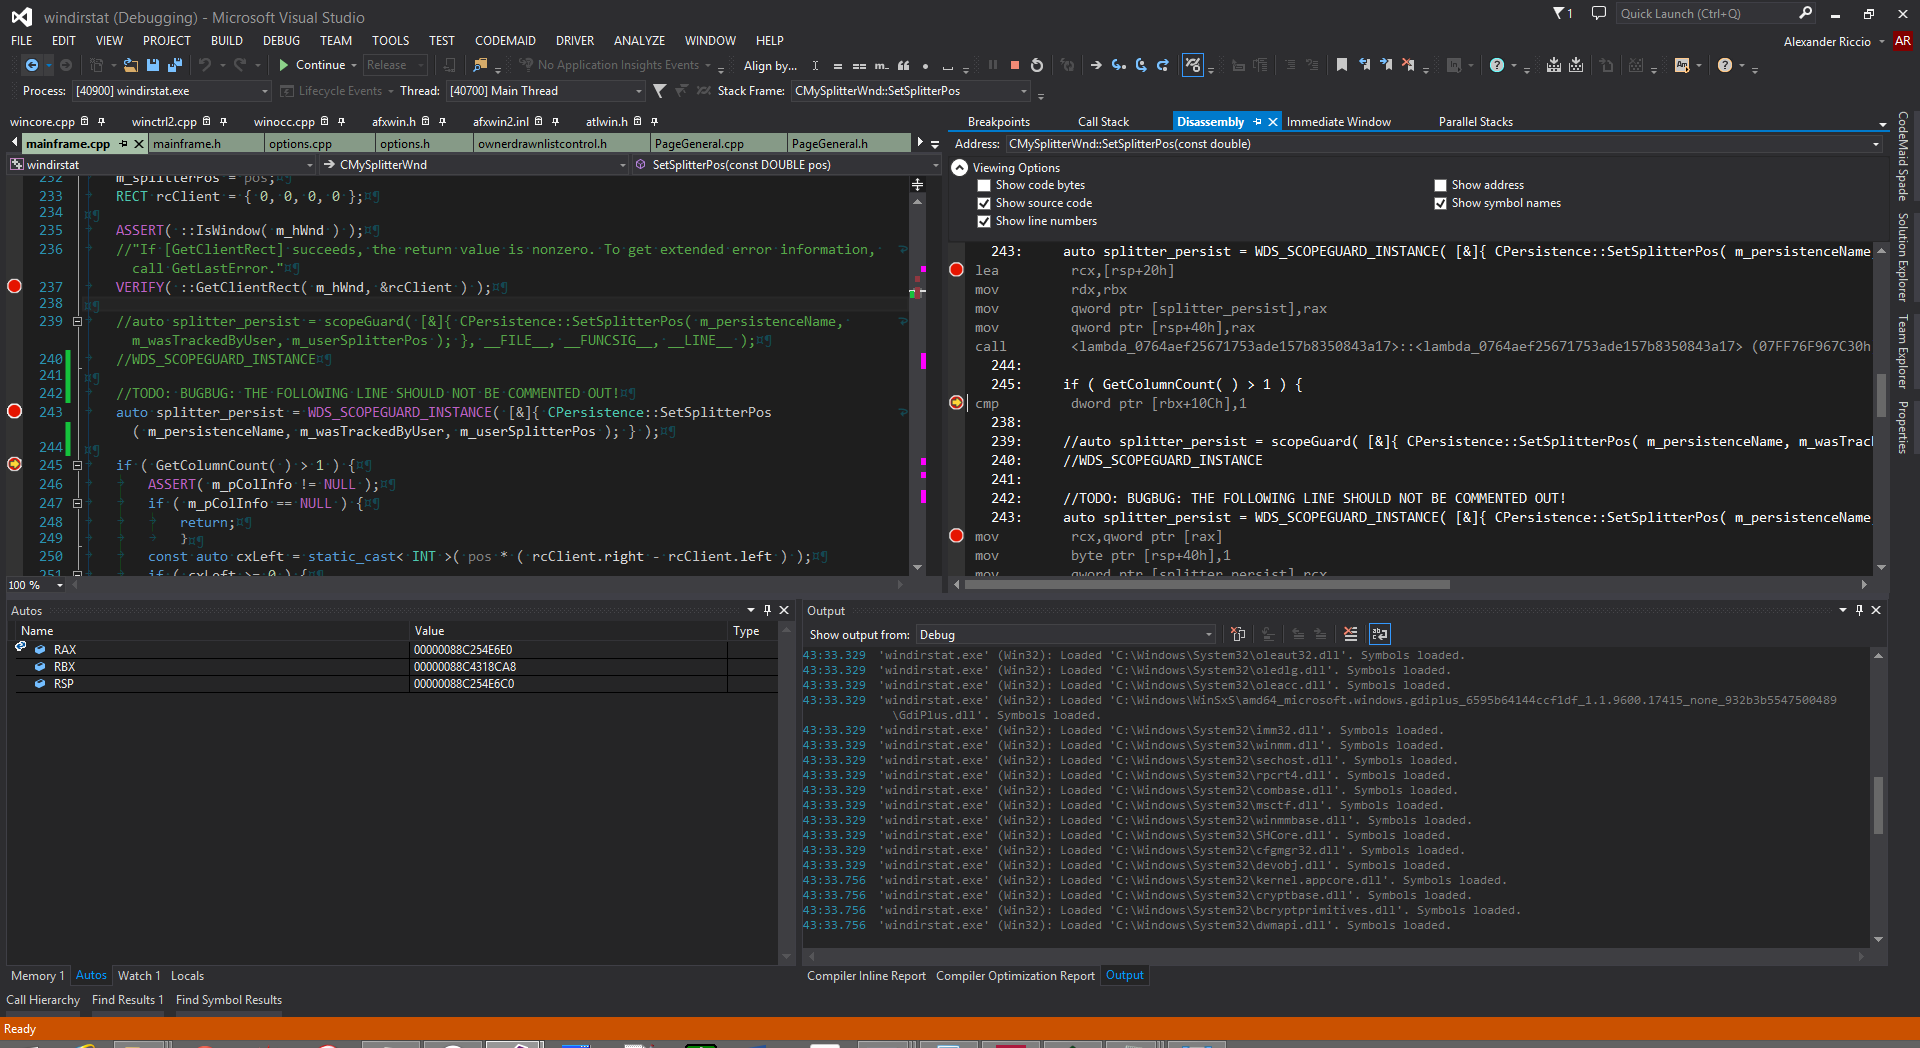 windirstat (Debugging) - Microsoft Visual Studio
1
Quick Launch (Ctrl+Q)
FILE EDIT VIEW PROJECT BUILD DEBUG TEAM TOOLS TEST CODEMAID DRIVER ANALYZE WINDOW HELP
Alexander Riccio AR
Continue Release No Application Insights Events Align by...
Process: [40900] windirstat.exe Lifecycle Events Thread: [40700] Main Thread Stack Frame: CMySplitterWnd::SetSplitterPos
wincore.cpp winctrl2.cpp winocc.cpp afxwin.h afxwin2.inl atlwin.h
mainframe.cpp mainframe.h options.cpp options.h ownerdrawnlistcontrol.h PageGeneral.cpp PageGeneral.h
windirstat CMySplitterWnd SetSplitterPos(const DOUBLE pos)
232 m_splitterPos = pos;
233 RECT rcClient = { 0, 0, 0, 0 };
234
235 ASSERT( ::IsWindow( m_hWnd ) );
236 //"If [GetClientRect] succeeds, the return value is nonzero. To get extended error information,
call GetLastError."
237 VERIFY( ::GetClientRect( m_hWnd, &rcClient ) );
238
239 //auto splitter_persist = scopeGuard( [&]{ CPersistence::SetSplitterPos( m_persistenceName,
m_wasTrackedByUser, m_userSplitterPos ); }, __FILE__, __FUNCSIG__, __LINE__ );
240 //WDS_SCOPEGUARD_INSTANCE
241
242 //TODO: BUGBUG: THE FOLLOWING LINE SHOULD NOT BE COMMENTED OUT!
243 auto splitter_persist = WDS_SCOPEGUARD_INSTANCE( [&]{ CPersistence::SetSplitterPos
( m_persistenceName, m_wasTrackedByUser, m_userSplitterPos ); } );
244
245 if ( GetColumnCount( ) > 1 ) {
246 ASSERT( m_pColInfo != NULL );
247 if ( m_pColInfo == NULL ) {
248 return;
249 }
250 const auto cxLeft = static_cast< INT >( pos * ( rcClient.right - rcClient.left ) );
251 if ( cxLeft >= 0 ) {
100 %
Breakpoints Call Stack Disassembly Immediate Window Parallel Stacks
Address: CMySplitterWnd::SetSplitterPos(const double)
Viewing Options
Show code bytes Show address
Show source code Show symbol names
Show line numbers
243: auto splitter_persist = WDS_SCOPEGUARD_INSTANCE( [&]{ CPersistence::SetSplitterPos( m_persistenceName,
lea rcx,[rsp+20h]
mov rdx,rbx
mov qword ptr [splitter_persist],rax
mov qword ptr [rsp+40h],rax
call <lambda_0764aef25671753ade157b8350843a17>::<lambda_0764aef25671753ade157b8350843a17> (07FF76F967C30h
244:
245: if ( GetColumnCount( ) > 1 ) {
cmp dword ptr [rbx+10Ch],1
238:
239: //auto splitter_persist = scopeGuard( [&]{ CPersistence::SetSplitterPos( m_persistenceName, m_wasTrac
240: //WDS_SCOPEGUARD_INSTANCE
241:
242: //TODO: BUGBUG: THE FOLLOWING LINE SHOULD NOT BE COMMENTED OUT!
243: auto splitter_persist = WDS_SCOPEGUARD_INSTANCE( [&]{ CPersistence::SetSplitterPos( m_persistenceName,
mov rcx,qword ptr [rax]
mov byte ptr [rsp+40h],1
mov qword ptr [splitter_persist],rcx
CodeMaid Spade
Solution Explorer
Team Explorer
Properties
Autos
Name Value Type
RAX 00000088C254E6E0
RBX 00000088C4318CA8
RSP 00000088C254E6C0
Memory 1 Autos Watch 1 Locals
Output
Show output from: Debug
43:33.329 'windirstat.exe' (Win32): Loaded 'C:\Windows\System32\oleaut32.dll'. Symbols loaded.
43:33.329 'windirstat.exe' (Win32): Loaded 'C:\Windows\System32\oledlg.dll'. Symbols loaded.
43:33.329 'windirstat.exe' (Win32): Loaded 'C:\Windows\System32\oleacc.dll'. Symbols loaded.
43:33.329 'windirstat.exe' (Win32): Loaded 'C:\Windows\WinSxS\amd64_microsoft.windows.gdiplus_6595b64144ccf1df_1.1.9600.17415_none_932b3b5547500489
\GdiPlus.dll'. Symbols loaded.
43:33.329 'windirstat.exe' (Win32): Loaded 'C:\Windows\System32\imm32.dll'. Symbols loaded.
43:33.329 'windirstat.exe' (Win32): Loaded 'C:\Windows\System32\winmm.dll'. Symbols loaded.
43:33.329 'windirstat.exe' (Win32): Loaded 'C:\Windows\System32\sechost.dll'. Symbols loaded.
43:33.329 'windirstat.exe' (Win32): Loaded 'C:\Windows\System32\rpcrt4.dll'. Symbols loaded.
43:33.329 'windirstat.exe' (Win32): Loaded 'C:\Windows\System32\combase.dll'. Symbols loaded.
43:33.329 'windirstat.exe' (Win32): Loaded 'C:\Windows\System32\msctf.dll'. Symbols loaded.
43:33.329 'windirstat.exe' (Win32): Loaded 'C:\Windows\System32\winmmbase.dll'. Symbols loaded.
43:33.329 'windirstat.exe' (Win32): Loaded 'C:\Windows\System32\SHCore.dll'. Symbols loaded.
43:33.329 'windirstat.exe' (Win32): Loaded 'C:\Windows\System32\cfgmgr32.dll'. Symbols loaded.
43:33.329 'windirstat.exe' (Win32): Loaded 'C:\Windows\System32\devobj.dll'. Symbols loaded.
43:33.756 'windirstat.exe' (Win32): Loaded 'C:\Windows\System32\kernel.appcore.dll'. Symbols loaded.
43:33.756 'windirstat.exe' (Win32): Loaded 'C:\Windows\System32\cryptbase.dll'. Symbols loaded.
43:33.756 'windirstat.exe' (Win32): Loaded 'C:\Windows\System32\bcryptprimitives.dll'. Symbols loaded.
43:33.756 'windirstat.exe' (Win32): Loaded 'C:\Windows\System32\dwmapi.dll'. Symbols loaded.
Compiler Inline Report Compiler Optimization Report Output
Call Hierarchy Find Results 1 Find Symbol Results
Ready